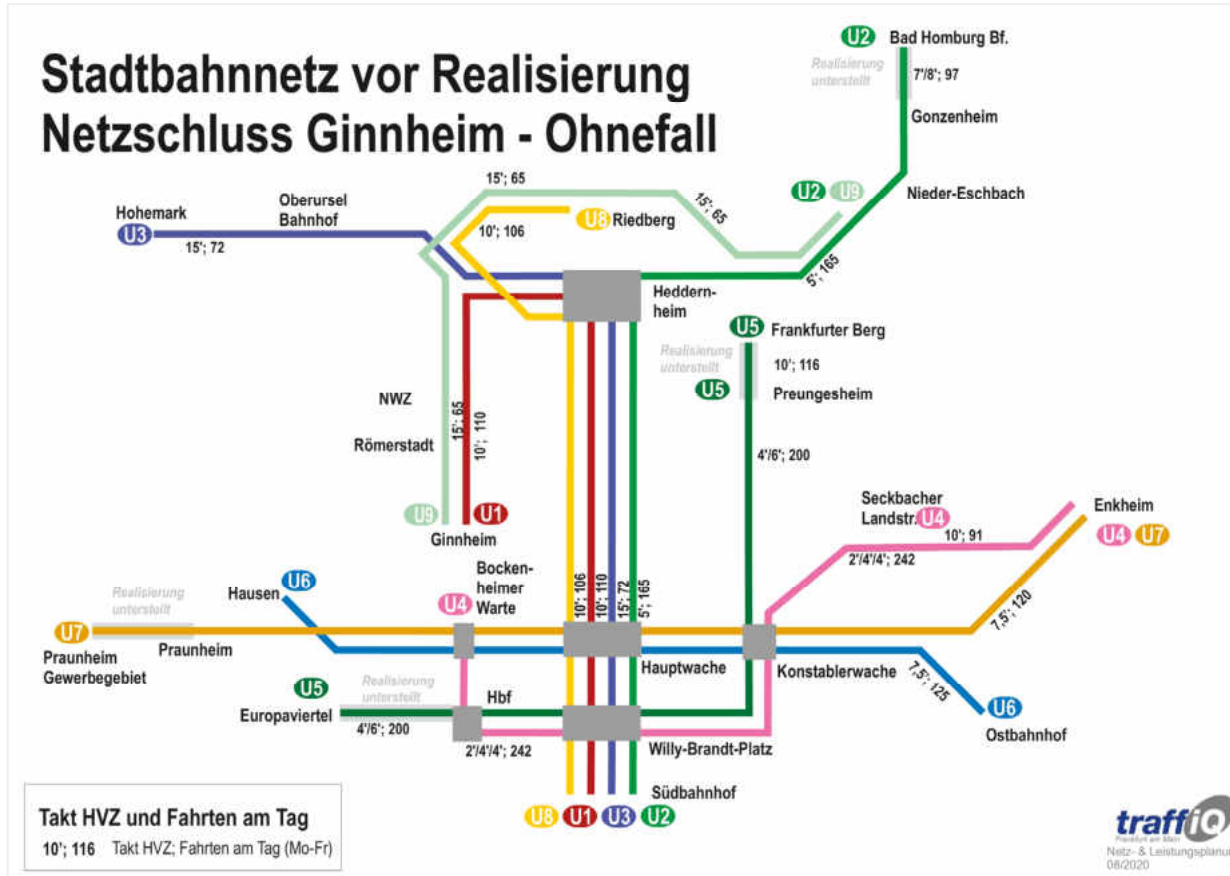 Stadtbahnnetz vor Realisierung
Netzschluss Ginnheim - Ohnefall
U2 Bad Homburg Bf.
Realisierung
unterstellt
7'/8'; 97
Gonzenheim
15'; 65
15'; 65
U2 U9
Nieder-Eschbach
Oberursel
Bahnhof
Hohemark
U3
15'; 72
U8 Riedberg
10'; 106
5'; 165
Heddern-
heim
U5 Frankfurter Berg
Realisierung
unterstellt
10'; 116
U5
Preungesheim
NWZ
15'; 65
10'; 110
Römerstadt
4'/6'; 200
U9 U1
Ginnheim
Seckbacher
Landstr. U4
10'; 91
2'/4'/4'; 242
Enkheim
U4 U7
Bocken-
heimer
Warte
U4
U6
Hausen
Realisierung
unterstellt
10'; 106
10'; 110
15'; 72
5'; 165
7,5'; 120
U7
Praunheim
Praunheim
Gewerbegebiet
Hauptwache
Konstablerwache
7,5'; 125
U5
Realisierung
unterstellt
Hbf
Europaviertel
4'/6'; 200
2'/4'/4'; 242
Willy-Brandt-Platz
U6
Ostbahnhof
Südbahnhof
U8 U1 U3 U2
Takt HVZ und Fahrten am Tag
10'; 116 Takt HVZ; Fahrten am Tag (Mo-Fr)
traffiQ
Frankfurt am Main
Netz- & Leistungsplanun
08/2020